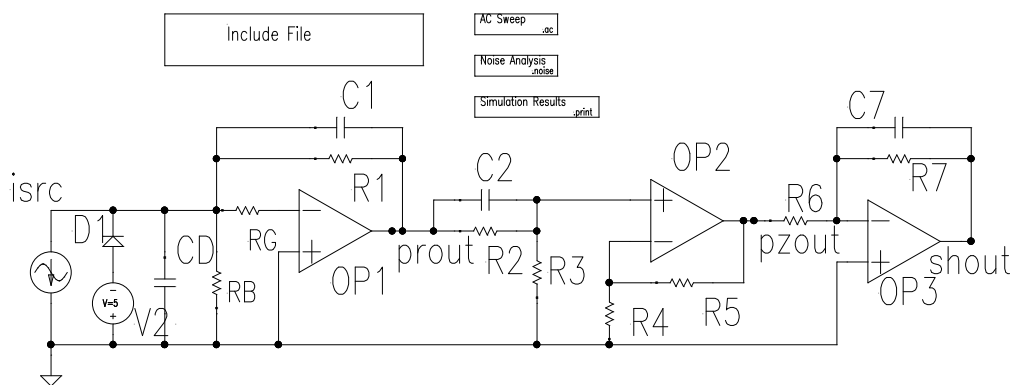 Include File
AC Sweep
.ac
Noise Analysis
.noise
Simulation Results
.print
C1
R1
isrc
D1
CD
RG
RB
V=5
V2
OP1
prout
C2
R2
R3
OP2
R4
R5
R6
pzout
C7
R7
OP3
shout